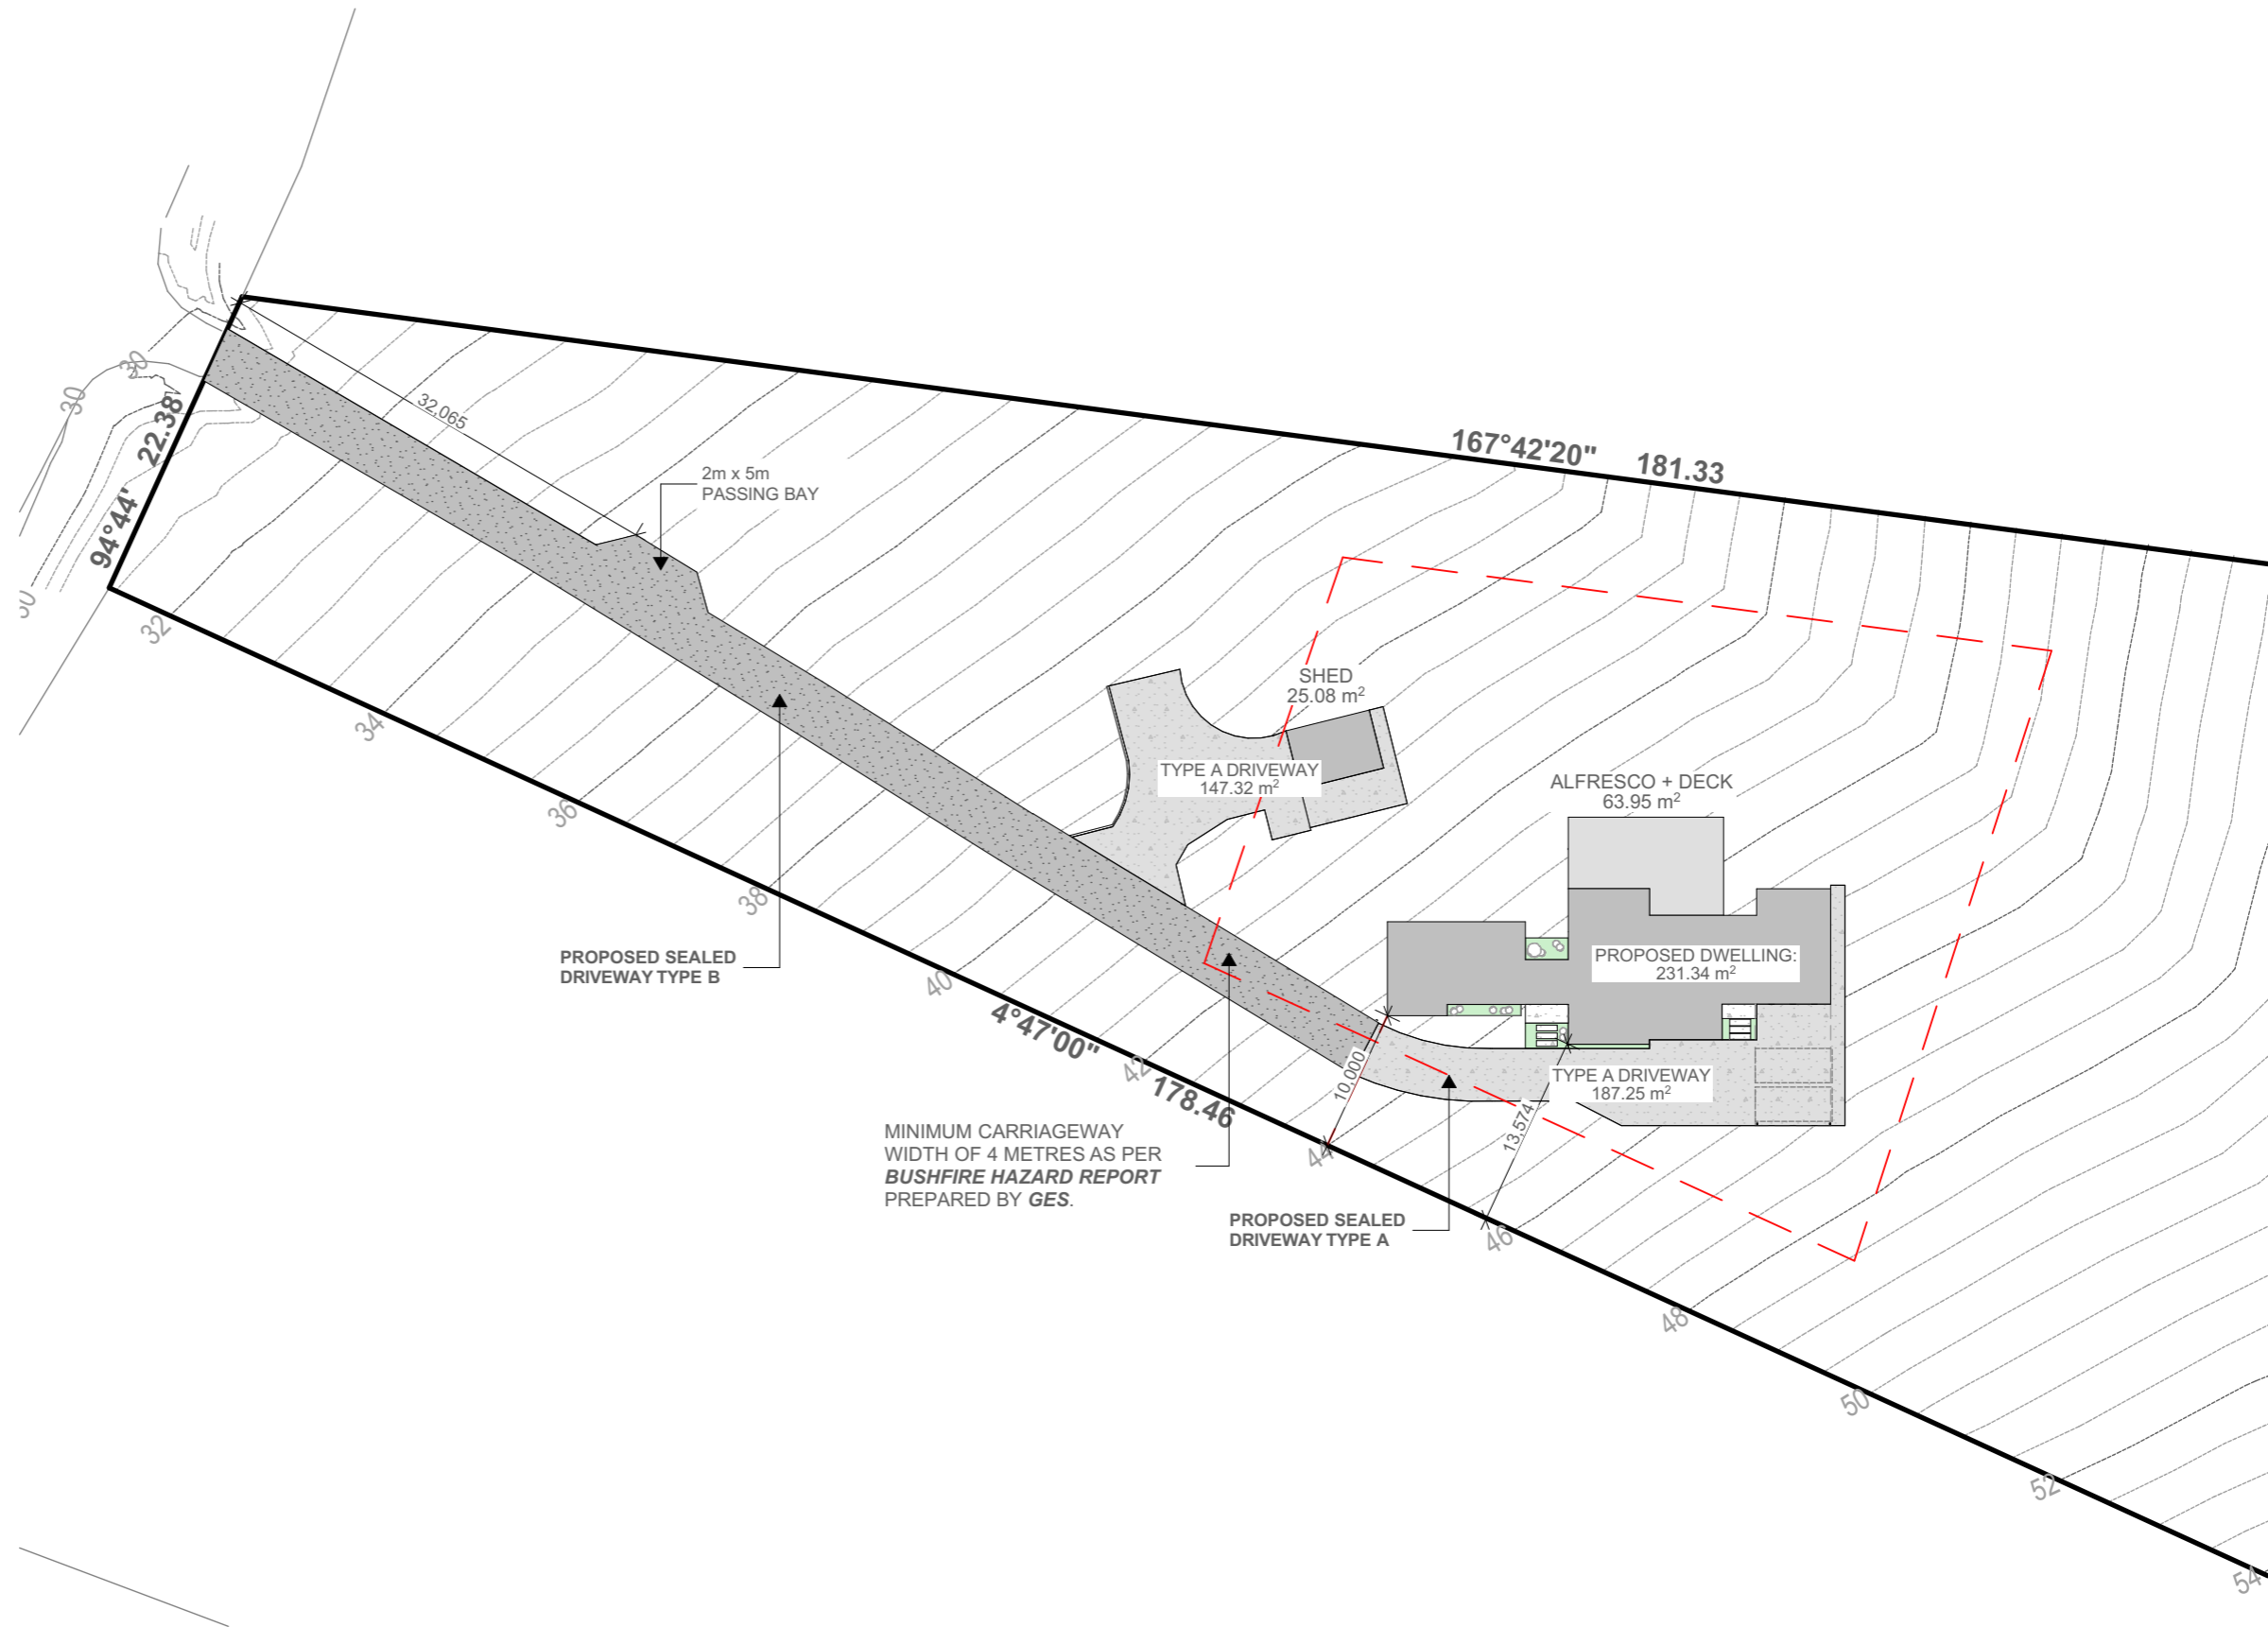 30
30
30
94°44'
22.38
32,065
2m x 5m
PASSING BAY
167°42'20"
181.33
32
34
36
38
40
42
44
46
48
50
52
54
SHED
25.08 m²
TYPE A DRIVEWAY
147.32 m²
ALFRESCO + DECK
63.95 m²
PROPOSED DWELLING:
231.34 m²
PROPOSED SEALED
DRIVEWAY TYPE B
4°47'00"
178.46
10,000
13,574
TYPE A DRIVEWAY
187.25 m²
MINIMUM CARRIAGEWAY
WIDTH OF 4 METRES AS PER
BUSHFIRE HAZARD REPORT
PREPARED BY GES.
PROPOSED SEALED
DRIVEWAY TYPE A